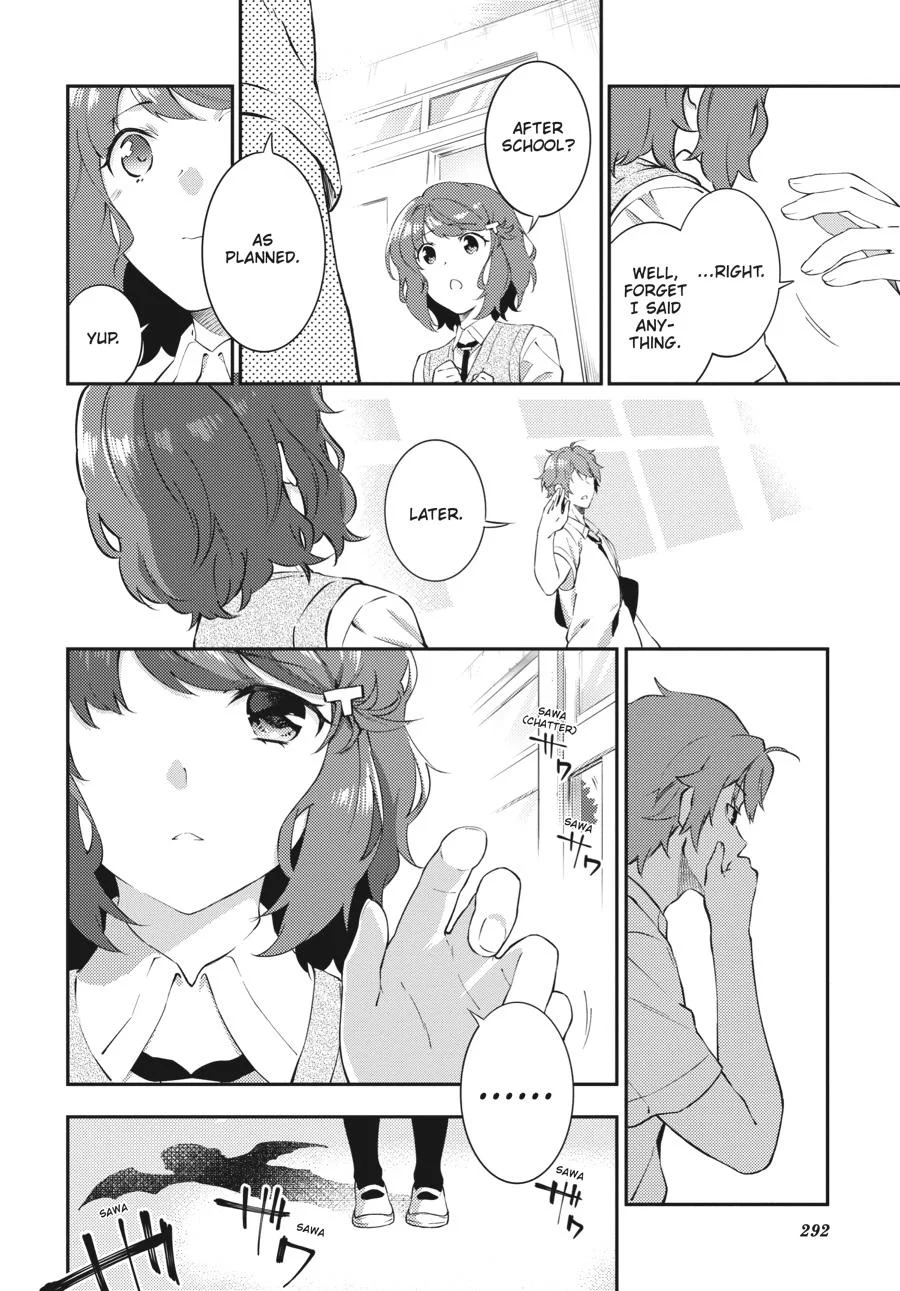 ...RIGHT.
WELL,
FORGET
I SAID
ANY-
THING.
AFTER
SCHOOL?
AS
PLANNED.
YUP.
LATER.
SAWA
(CHATTER)
ザワ
SAWA
ザワ
......
SAWA
ザワ
SAWA
ザワ
SAWA
ザワ
292